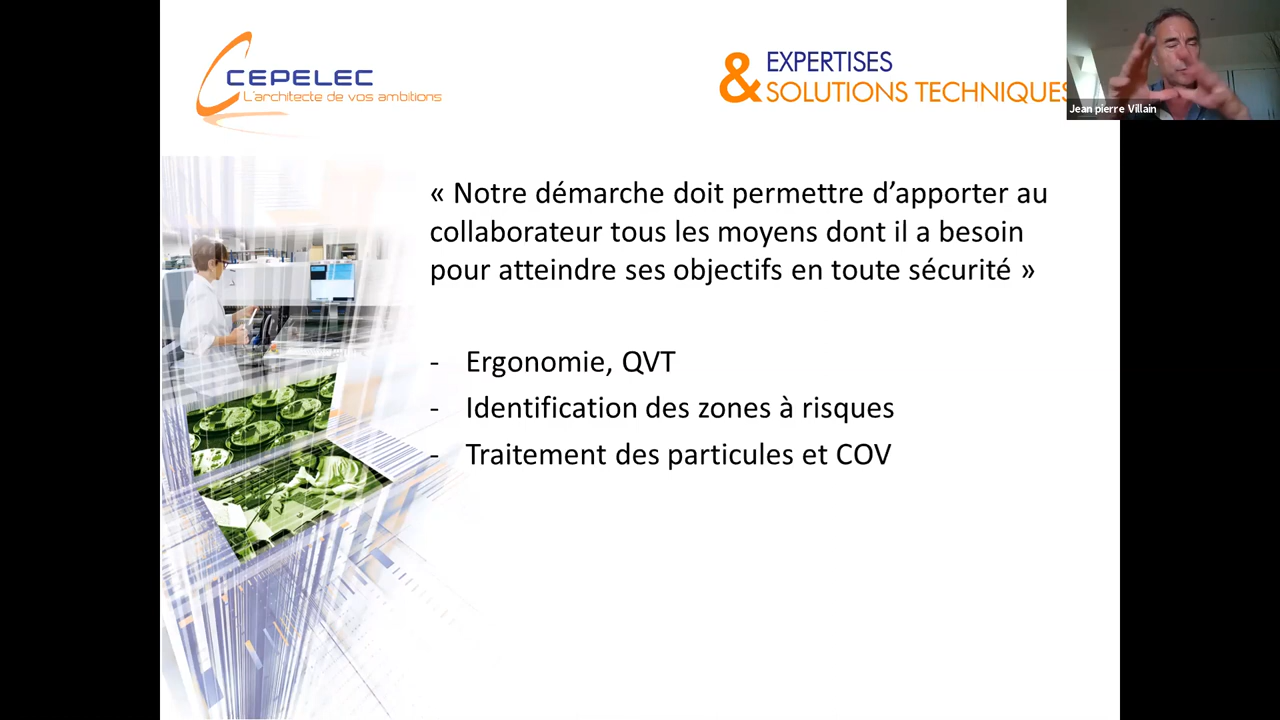 CEPELEC
L'architecte de vos ambitions
& EXPERTISES
SOLUTIONS TECHNIQUES
Jean pierre Villain
« Notre démarche doit permettre d’apporter au
collaborateur tous les moyens dont il a besoin
pour atteindre ses objectifs en toute sécurité »
- Ergonomie, QVT
- Identification des zones à risques
- Traitement des particules et COV